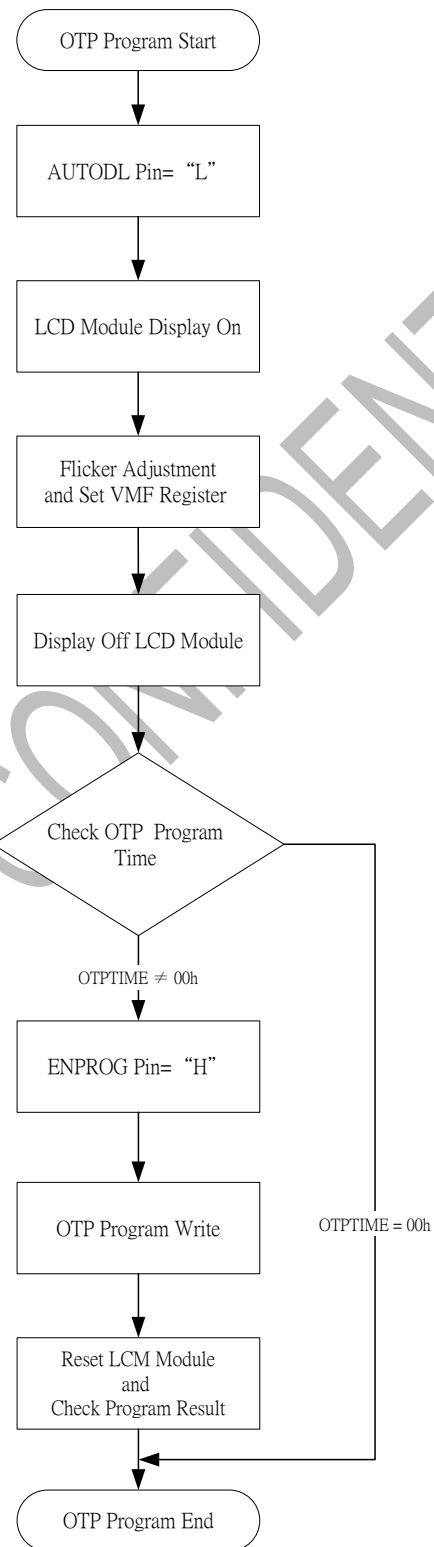 OTP Program Start
AUTODL Pin= “L”
LCD Module Display On
Flicker Adjustment
and Set VMF Register
Display Off LCD Module
Check OTP Program
Time
OTPTIME ≠ 00h
ENPROG Pin= “H”
OTP Program Write
OTPTIME = 00h
Reset LCM Module
and
Check Program Result
OTP Program End